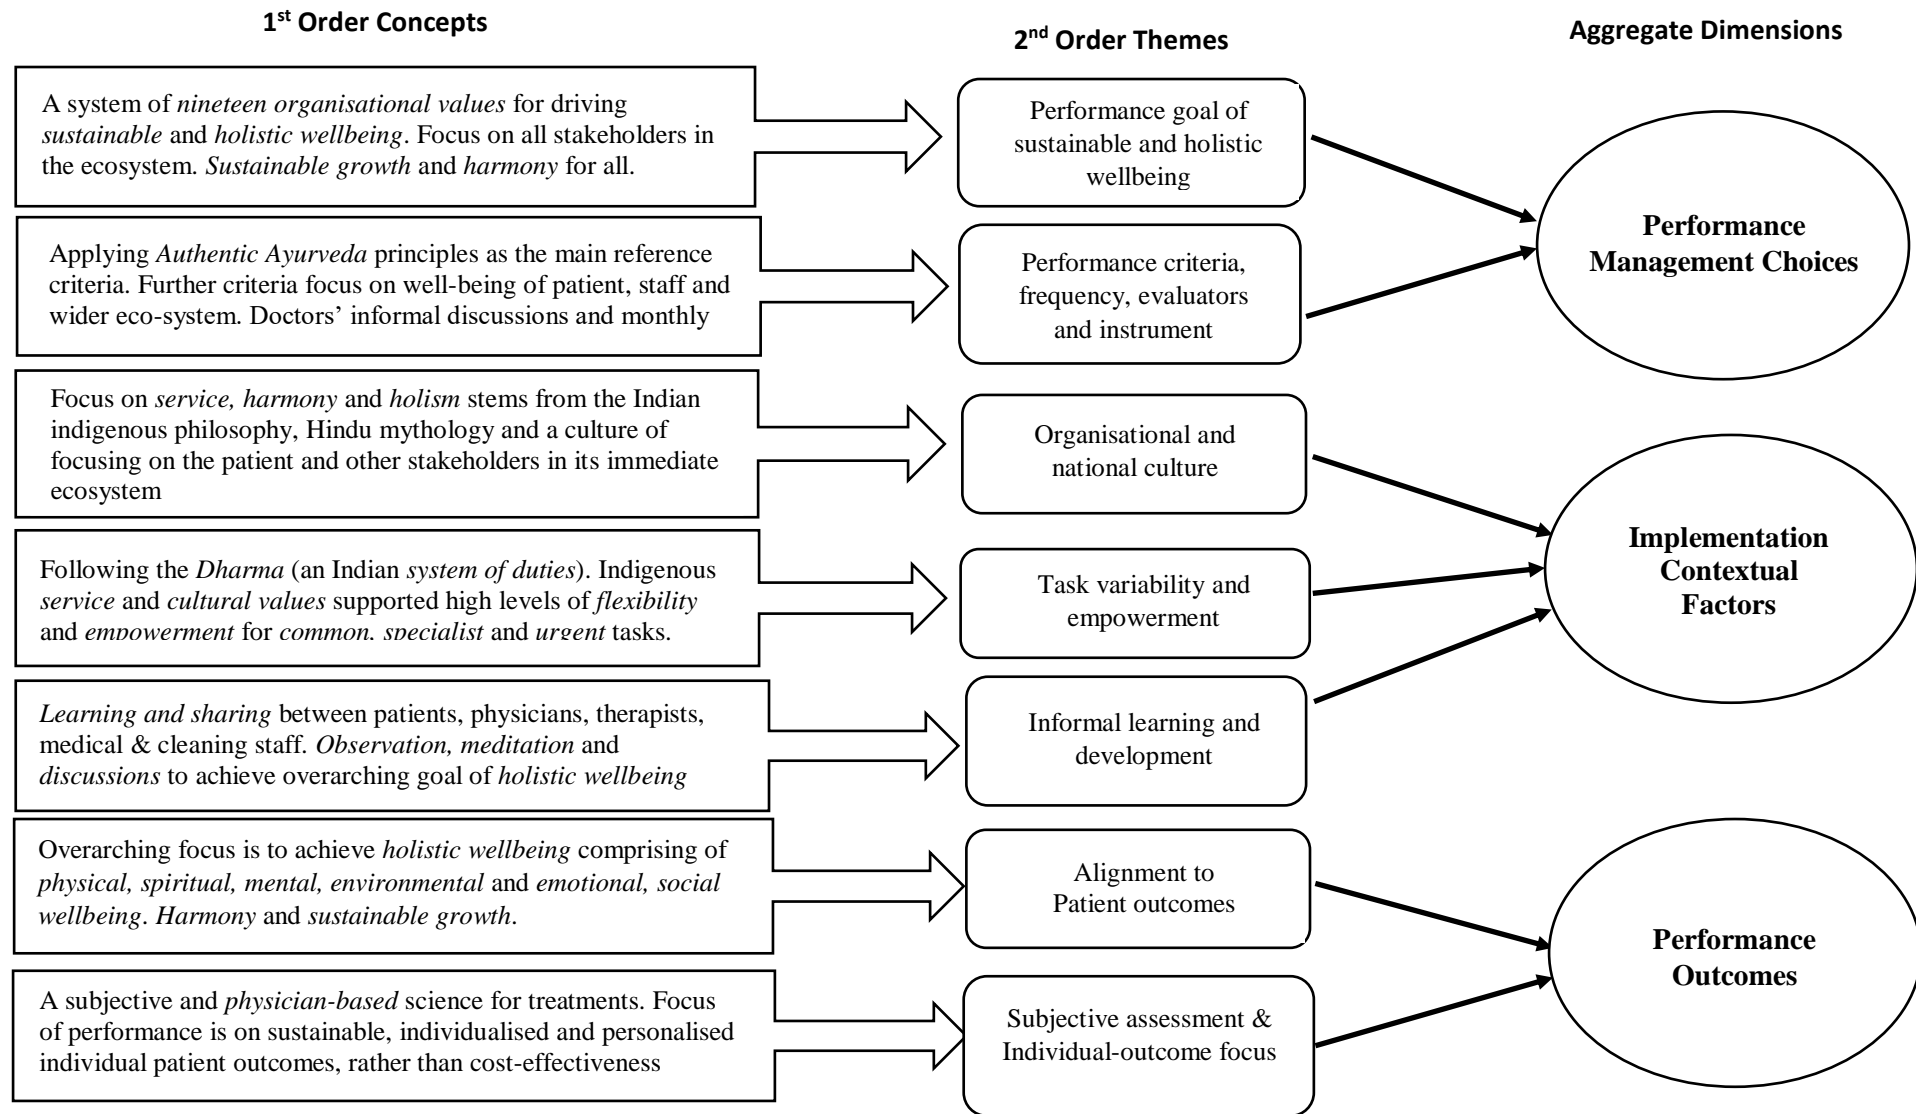 1st Order Concepts
2nd Order Themes
Aggregate Dimensions
A system of nineteen organisational values for driving
sustainable and holistic wellbeing. Focus on all stakeholders in
the ecosystem. Sustainable growth and harmony for all.
Performance goal of
sustainable and holistic
wellbeing
Applying Authentic Ayurveda principles as the main reference
criteria. Further criteria focus on well-being of patient, staff and
wider eco-system. Doctors’ informal discussions and monthly
Performance criteria,
frequency, evaluators
and instrument
Performance
Management Choices
Focus on service, harmony and holism stems from the Indian
indigenous philosophy, Hindu mythology and a culture of
focusing on the patient and other stakeholders in its immediate
ecosystem
Organisational and
national culture
Following the Dharma (an Indian system of duties). Indigenous
service and cultural values supported high levels of flexibility
and empowerment for common, specialist and urgent tasks.
Task variability and
empowerment
Learning and sharing between patients, physicians, therapists,
medical & cleaning staff. Observation, meditation and
discussions to achieve overarching goal of holistic wellbeing
Informal learning and
development
Implementation
Contextual
Factors
Overarching focus is to achieve holistic wellbeing comprising of
physical, spiritual, mental, environmental and emotional, social
wellbeing. Harmony and sustainable growth.
Alignment to
Patient outcomes
A subjective and physician-based science for treatments. Focus
of performance is on sustainable, individualised and personalised
individual patient outcomes, rather than cost-effectiveness
Subjective assessment &
Individual-outcome focus
Performance
Outcomes